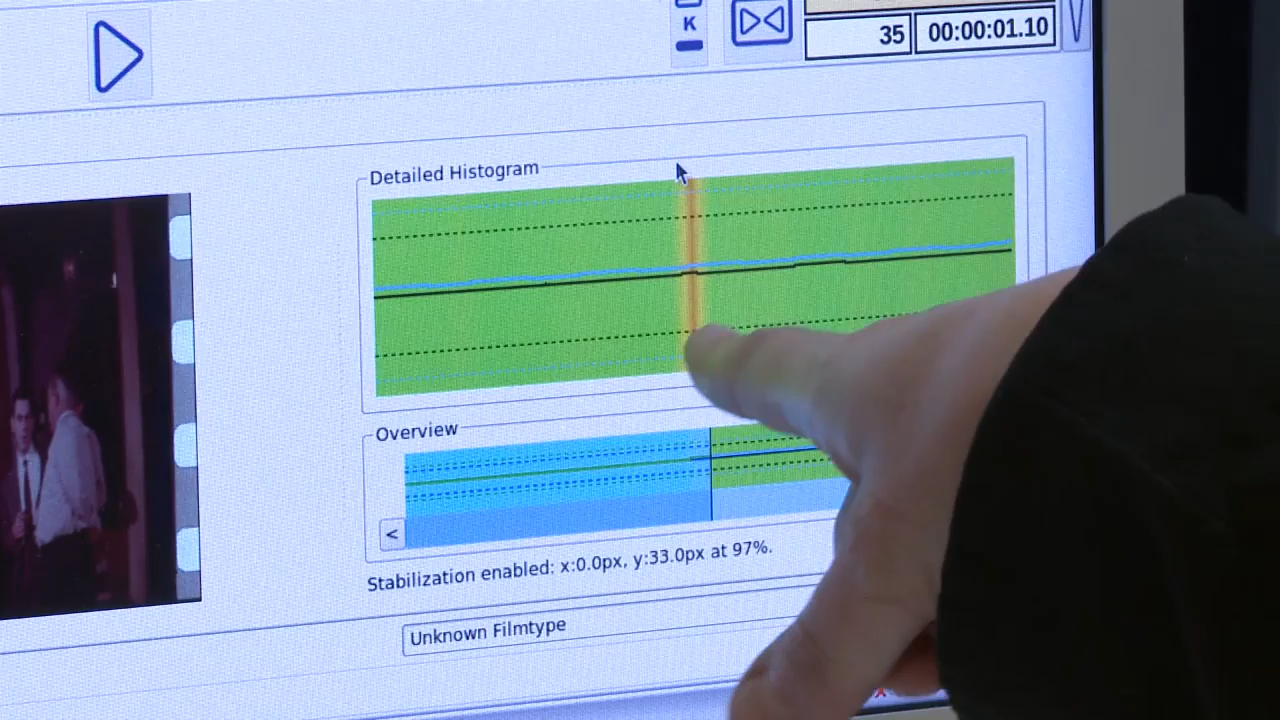 K
35
00:00:01.10
Detailed Histogram
Overview
<
Stabilization enabled: x:0.0px, y:33.0px at 97%.
Unknown Filmtype